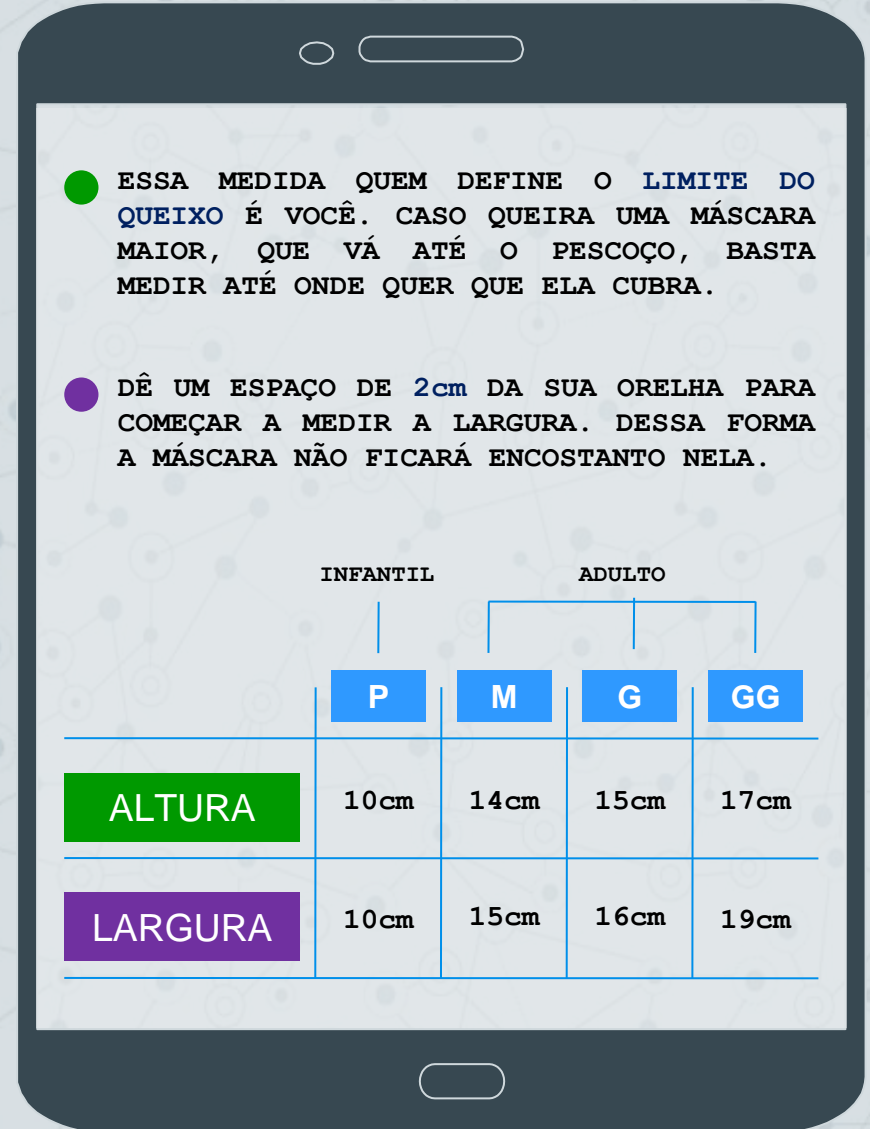 ESSA MEDIDA QUEM DEFINE O LIMITE DO
QUEIXO É VOCÊ. CASO QUEIRA UMA MÁSCARA
MAIOR, QUE VÁ ATÉ O PESCOÇO, BASTA
MEDIR ATÉ ONDE QUER QUE ELA CUBRA.
DÊ UM ESPAÇO DE 2cm DA SUA ORELHA PARA
COMEÇAR A MEDIR A LARGURA. DESSA FORMA
A MÁSCARA NÃO FICARÁ ENCOSTANTO NELA.
INFANTIL ADULTO
P M G GG
ALTURA 10cm 14cm 15cm 17cm
LARGURA 10cm 15cm 16cm 19cm